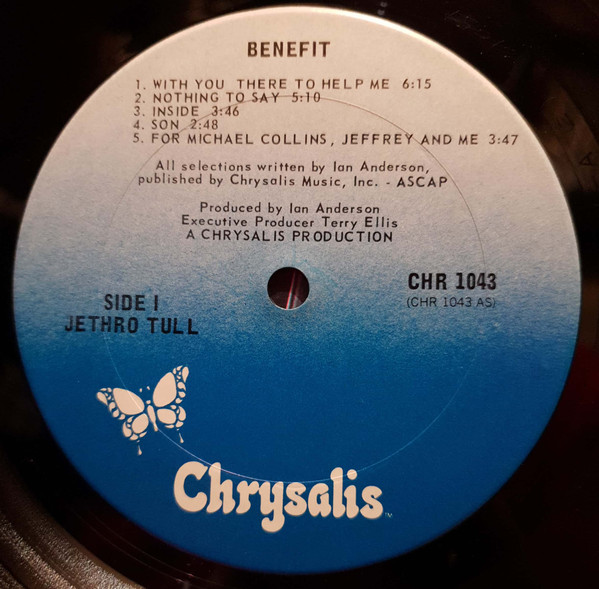 BENEFIT
1. WITH YOU THERE TO HELP ME 6:15
2. NOTHING TO SAY 5:10
3. INSIDE 3:46
4. SON 2:48
5. FOR MICHAEL COLLINS, JEFFREY AND ME 3:47
All selections written by Ian Anderson,
published by Chrysalis Music, Inc. - ASCAP
Produced by Ian Anderson
Executive Producer Terry Ellis
A CHRYSALIS PRODUCTION
CHR 1043
(CHR 1043 AS)
SIDE I
JETHRO TULL
Chrysalis™